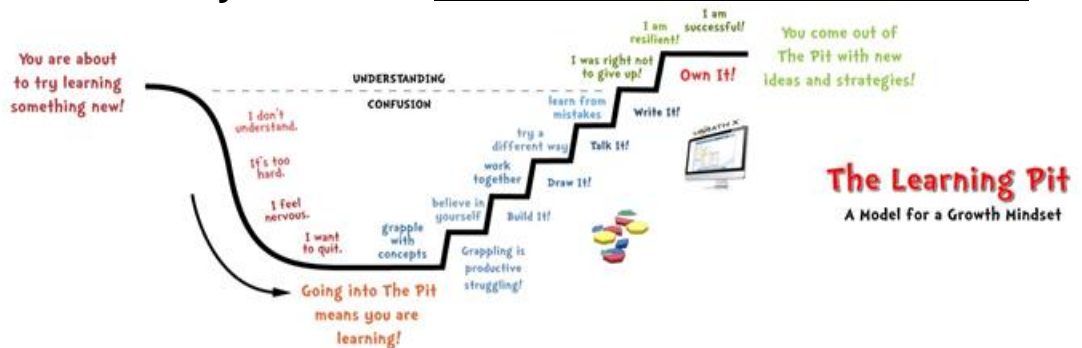 You are about
to try learning
something new!
UNDERSTANDING
CONFUSION
I don't
understand.
It's too
hard.
I feel
nervous.
I want
to quit.
Going into The Pit
means you are
learning!
grapple
with
concepts
Grappling is
productive
struggling!
believe in
yourself
Build It!
work
together
Draw It!
try a
different way
Talk It!
learn from
mistakes
Write It!
I was right not
to give up!
Own It!
I am
resilient!
I am
successful!
You come out of
The Pit with new
ideas and strategies!
The Learning Pit
A Model for a Growth Mindset